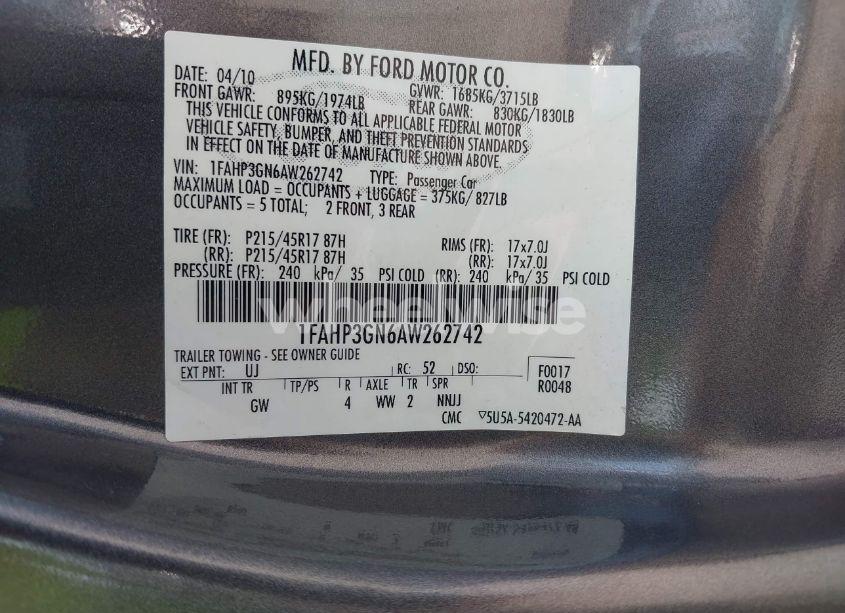 MFD. BY FORD MOTOR CO.
DATE: 04/10 GVWR: 1685KG/3715LB
FRONT GAWR: 895KG/1974LB REAR GAWR: 830KG/1830LB
THIS VEHICLE CONFORMS TO ALL APPLICABLE FEDERAL MOTOR
VEHICLE SAFETY, BUMPER, AND THEFT PREVENTION STANDARDS
IN EFFECT ON THE DATE OF MANUFACTURE SHOWN ABOVE.
VIN: 1FAHP3GN6AW262742 TYPE: Passenger Car
MAXIMUM LOAD = OCCUPANTS + LUGGAGE = 375KG/ 827LB
OCCUPANTS = 5 TOTAL; 2 FRONT, 3 REAR
TIRE (FR): P215/45R17 87H RIMS (FR): 17x7.0J
(RR): P215/45R17 87H (RR): 17x7.0J
PRESSURE (FR): 240 kPa/ 35 PSI COLD (RR): 240 kPa/ 35 PSI COLD
wheelwise
1FAHP3GN6AW262742
TRAILER TOWING - SEE OWNER GUIDE
EXT PNT: UJ RC: 52 DSO: F0017
INT TR TP/PS R AXLE TR SPR R0048
GW 4 WW 2 NNJJ
CMC ▽5U5A-5420472-AA